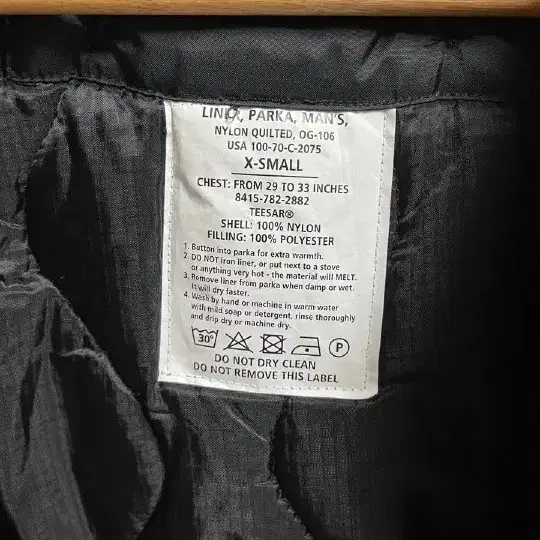 LINER, PARKA, MAN'S,
NYLON QUILTED, OG-106
USA 100-70-C-2075
X-SMALL
CHEST: FROM 29 TO 33 INCHES
8415-782-2882
TEESAR®
SHELL: 100% NYLON
FILLING: 100% POLYESTER
1. Button into parka for extra warmth.
2. DO NOT iron liner, or put next to a stove
or anything very hot - the material will MELT.
3. Remove liner from parka when damp or wet.
It will dry faster.
4. Wash by hand or machine in warm water
with mild soap or detergent, rinse thoroughly
and drip dry or machine dry.
30° P
DO NOT DRY CLEAN
DO NOT REMOVE THIS LABEL